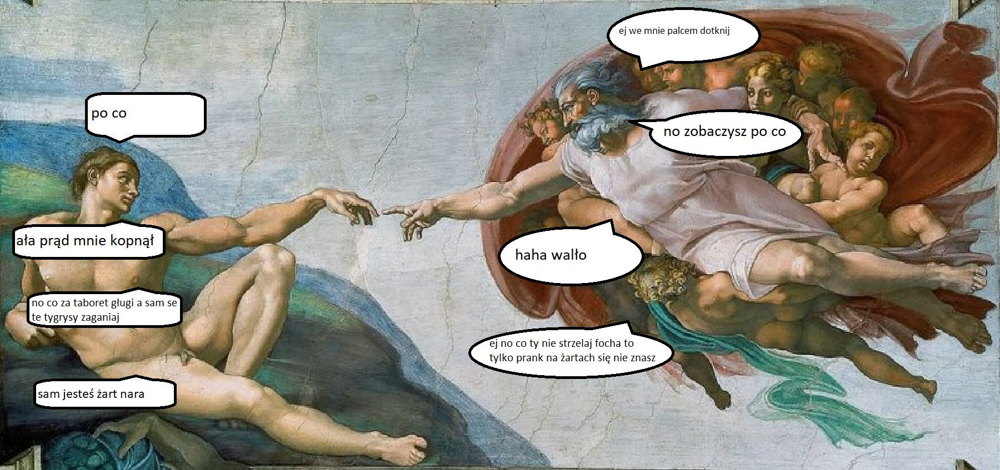 ej we mnie palcem dotknij
po co
no zobaczysz po co
ała prąd mnie kopnął
haha walło
no co za taboret gługi a sam se
te tygrysy zaganiaj
ej no co ty nie strzelaj focha to
tylko prank na żartach się nie znasz
sam jesteś żart nara